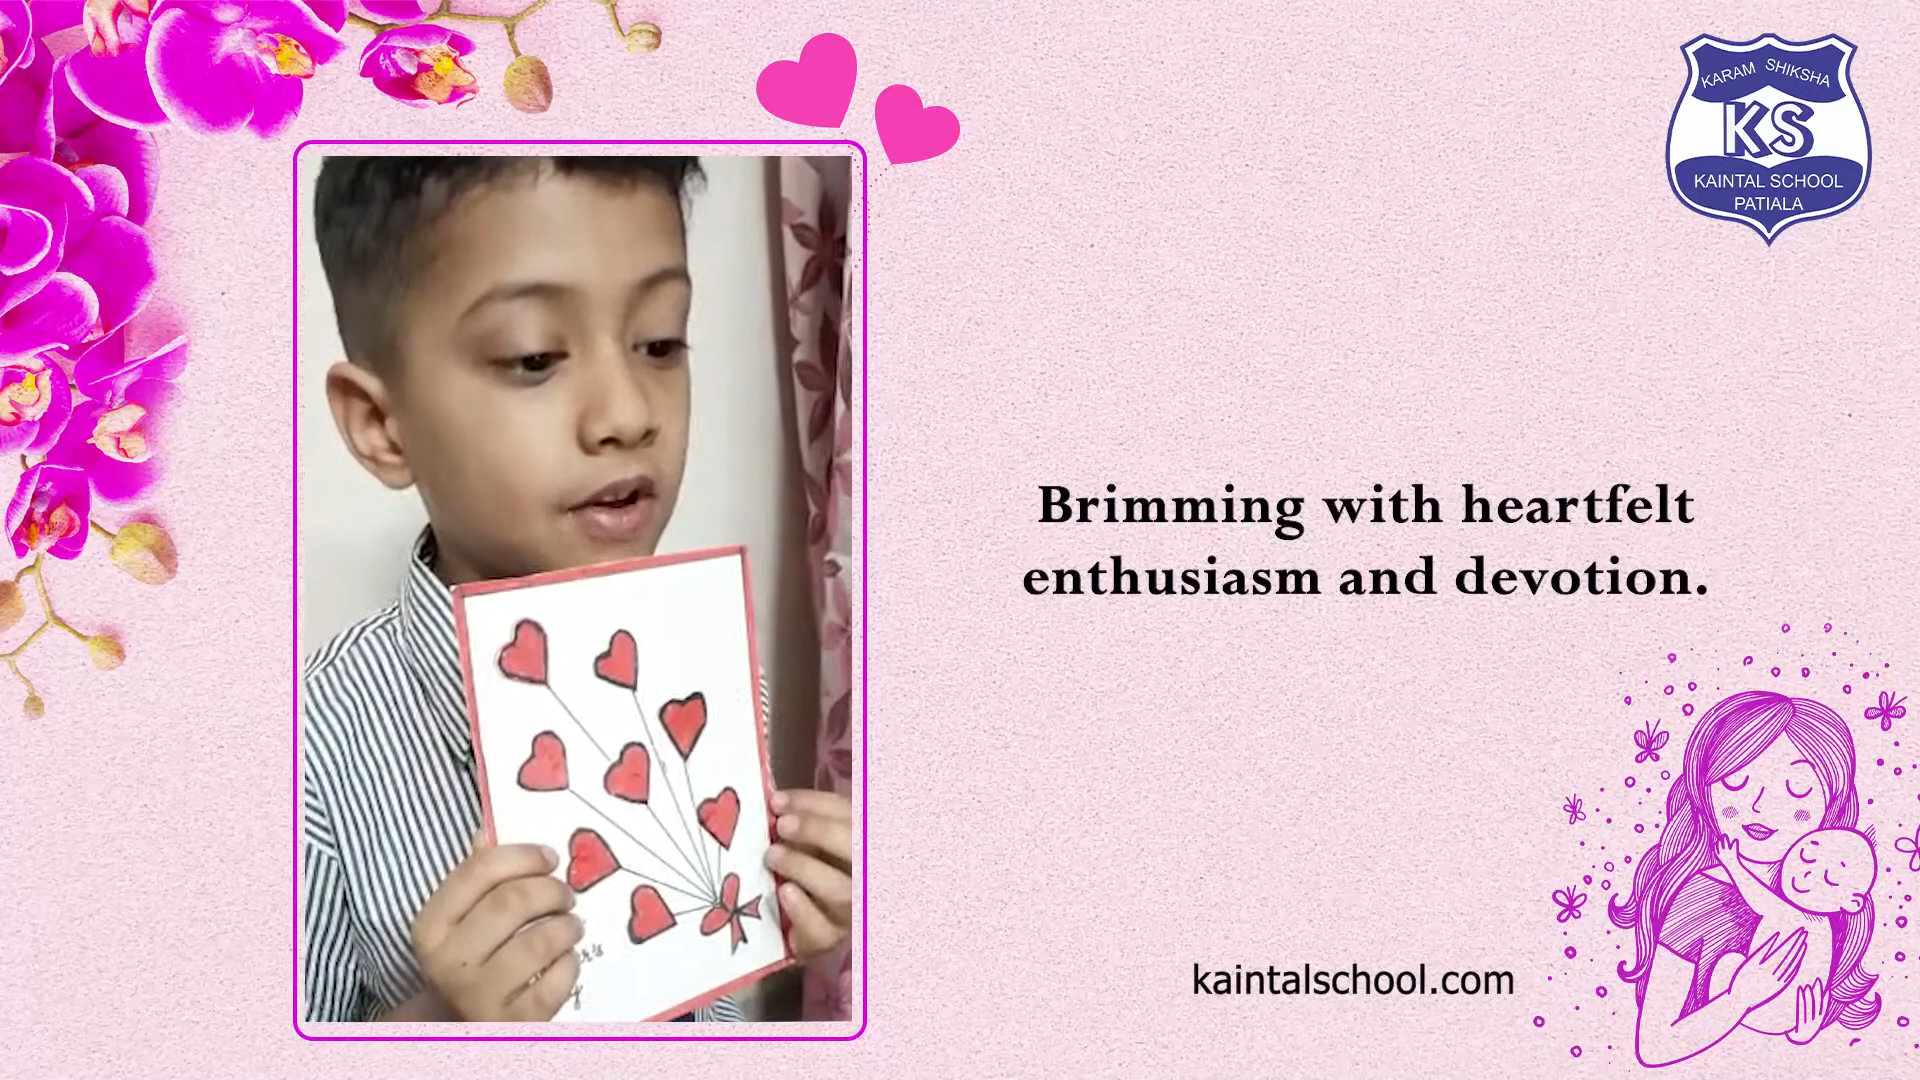 KARAM SHIKSHA
KS
KAINTAL SCHOOL
PATIALA
Brimming with heartfelt
enthusiasm and devotion.
kaintalschool.com